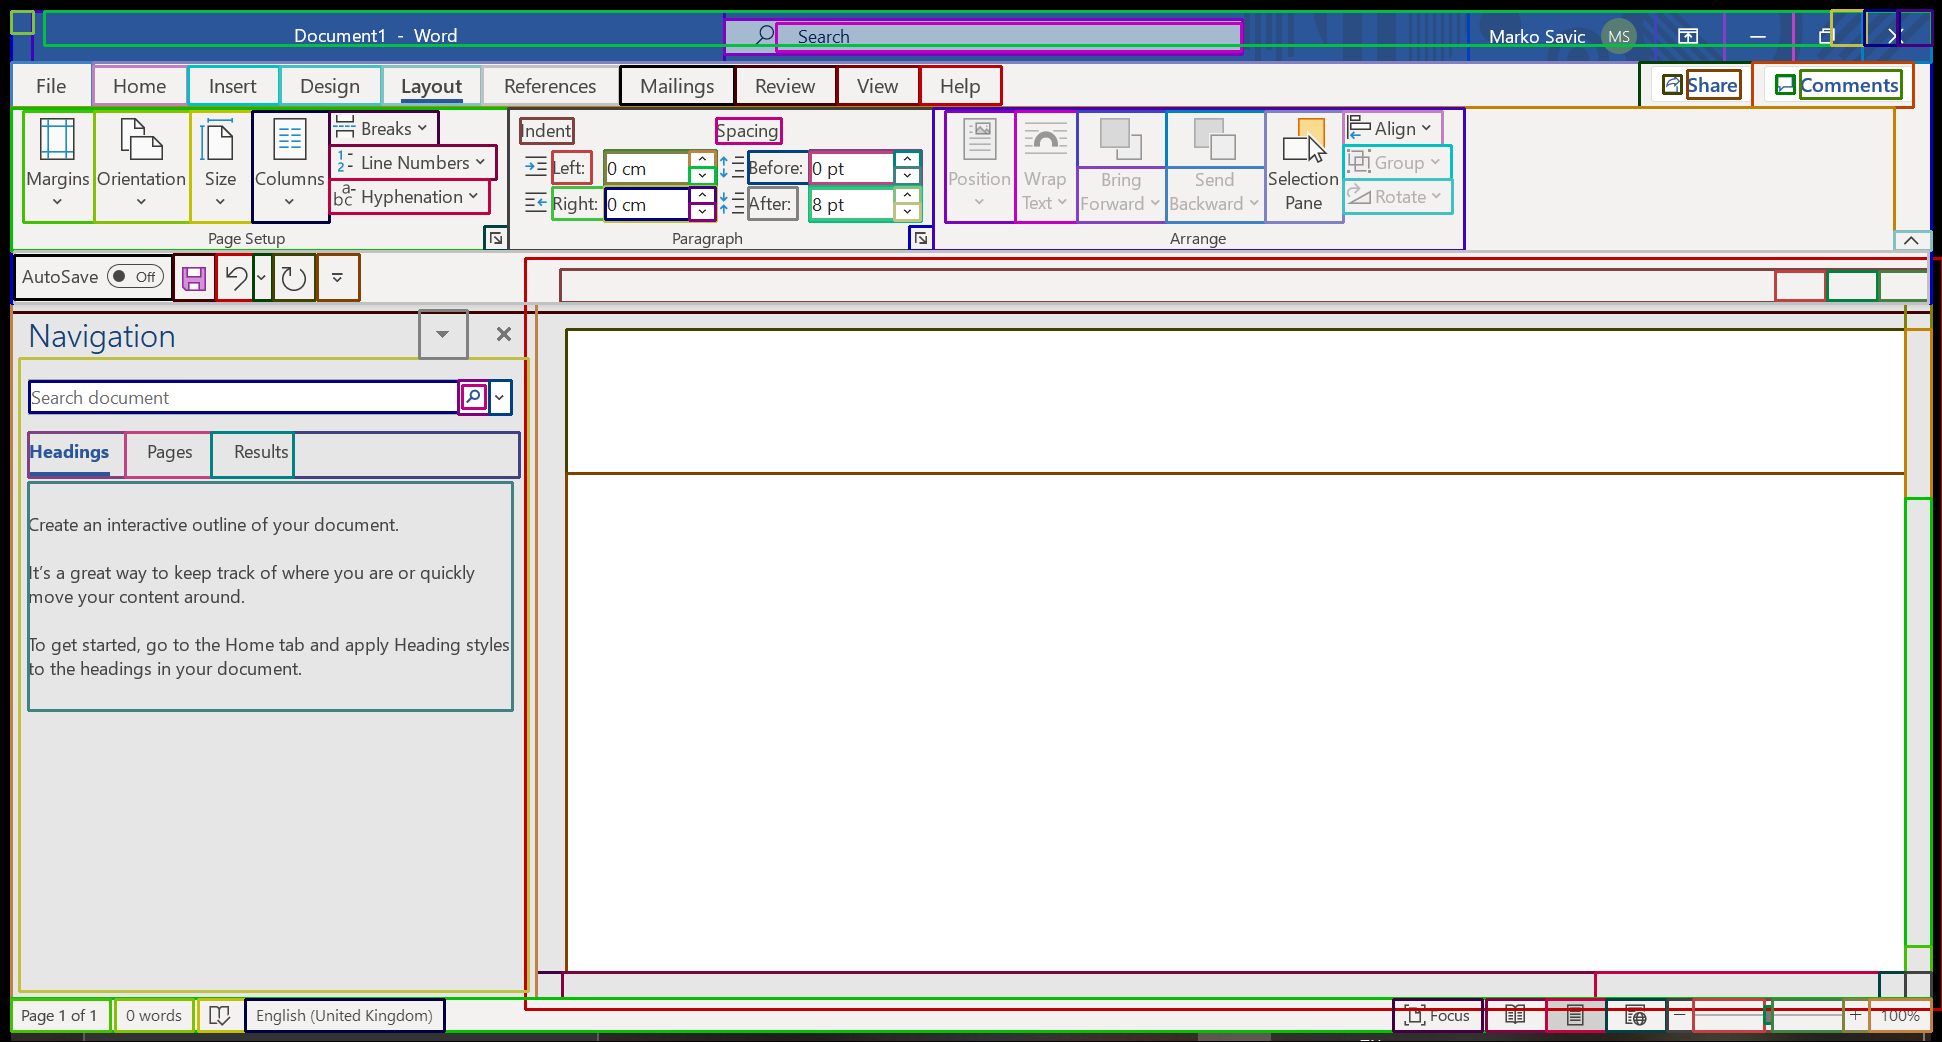 Document1 - Word
Search
Marko Savic
MS
File
Home
Insert
Design
Layout
References
Mailings
Review
View
Help
Share
Comments
Margins
Orientation
Size
Columns
Breaks
Line Numbers
Hyphenation
Page Setup
Indent
Left:
0 cm
Right:
0 cm
Spacing
Before:
0 pt
After:
8 pt
Paragraph
Position
Wrap
Text
Bring
Forward
Send
Backward
Selection
Pane
Align
Group
Rotate
Arrange
AutoSave
Off
Navigation
Search document
Headings
Pages
Results
Create an interactive outline of your document.
It's a great way to keep track of where you are or quickly
move your content around.
To get started, go to the Home tab and apply Heading styles
to the headings in your document.
Page 1 of 1
0 words
English (United Kingdom)
Focus
100%